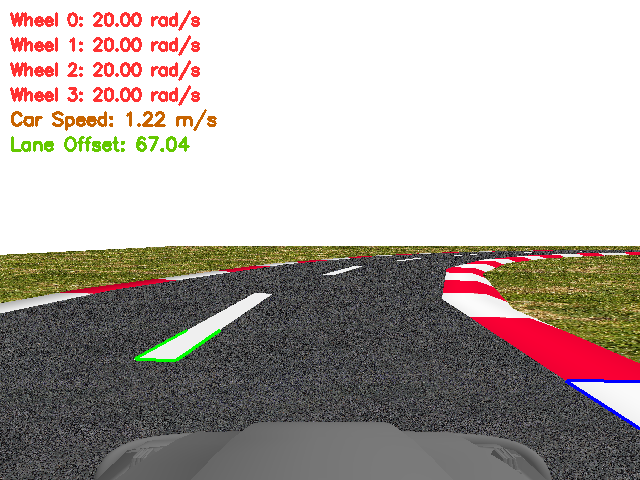 Wheel 0: 20.00 rad/s
Wheel 1: 20.00 rad/s
Wheel 2: 20.00 rad/s
Wheel 3: 20.00 rad/s
Car Speed: 1.22 m/s
Lane Offset: 67.04